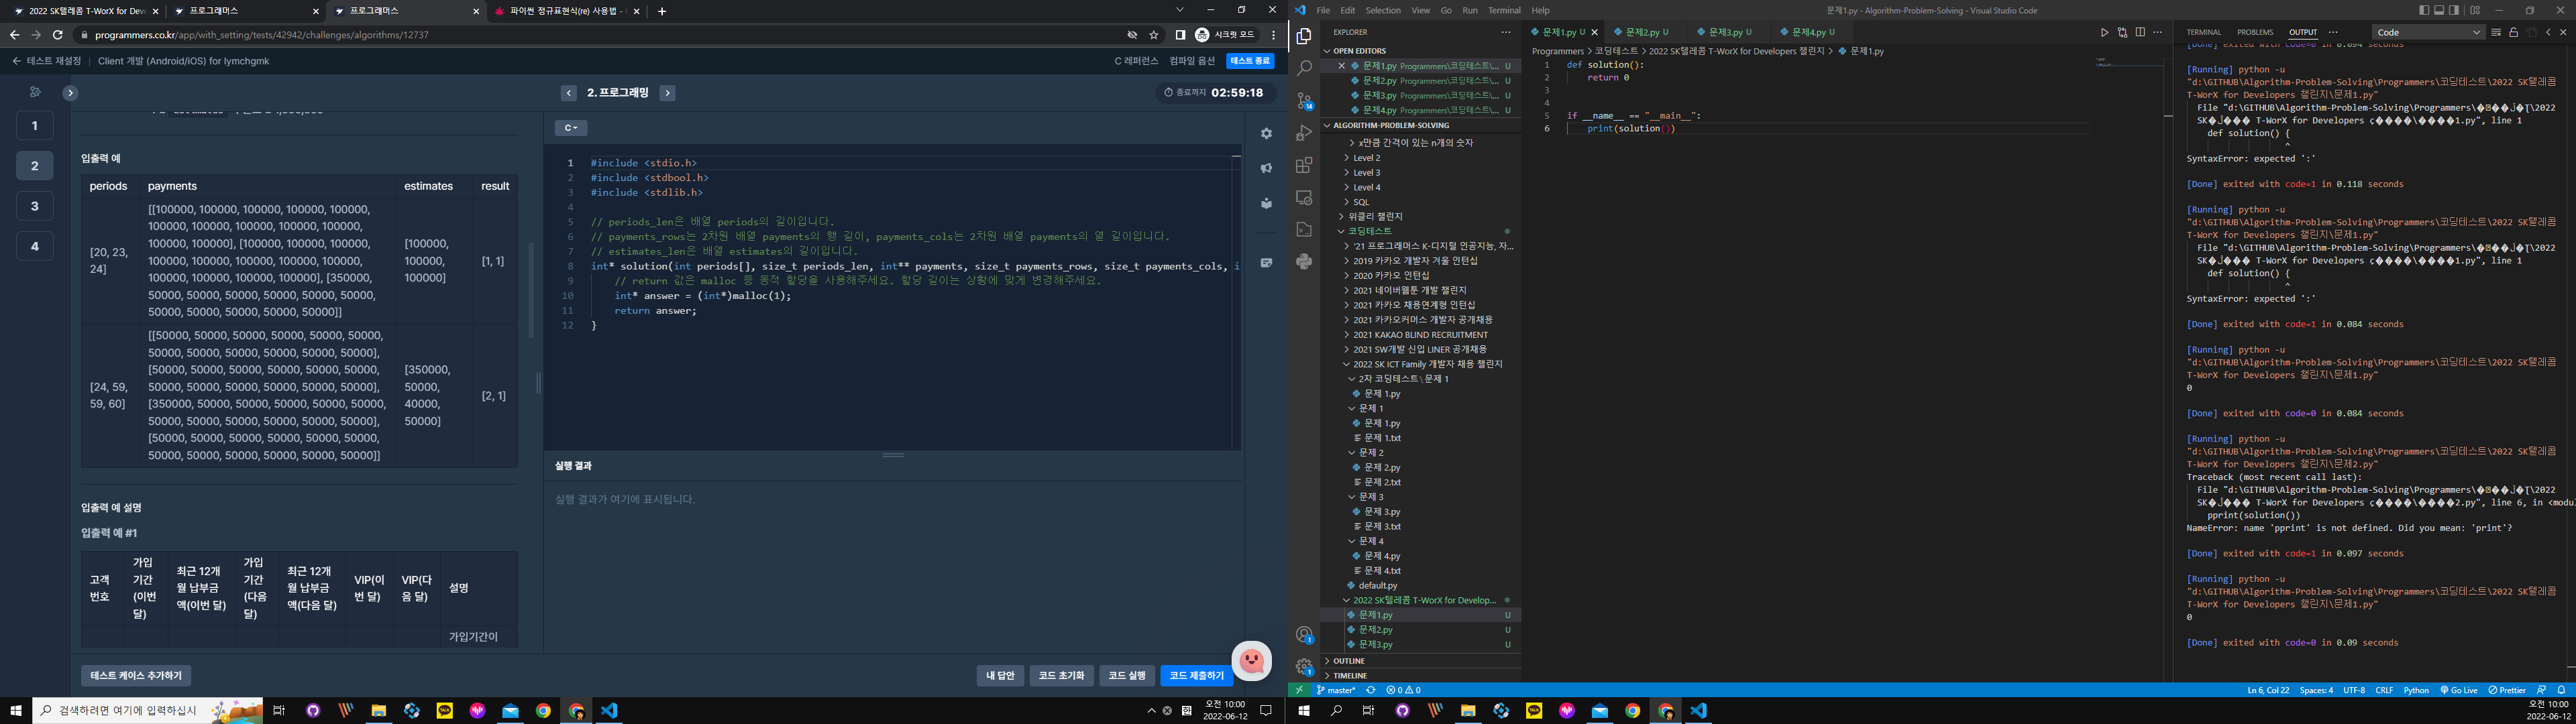 2022 SK텔레콤 T-WorX for Dev
프로그래머스
프로그래머스
파이썬 정규표현식(re) 사용법 -
programmers.co.kr/app/with_setting/tests/42942/challenges/algorithms/12737
시크릿 모드
테스트 재설정
Client 개발 (Android/iOS) for lymchgmk
C 레퍼런스
컴파일 옵션
테스트 종료
2. 프로그래밍
종료까지 02:59:18
1
2
3
4
입출력 예
periods payments estimates result
[20, 23, 24]
[[100000, 100000, 100000, 100000, 100000,
100000, 100000, 100000, 100000, 100000,
100000, 100000], [100000, 100000, 100000,
100000, 100000, 100000, 100000, 100000,
100000, 100000, 100000, 100000], [350000,
50000, 50000, 50000, 50000, 50000, 50000,
50000, 50000, 50000, 50000, 50000]]
[100000, 100000, 100000]
[1, 1]
[24, 59, 59, 60]
[[50000, 50000, 50000, 50000, 50000, 50000,
50000, 50000, 50000, 50000, 50000, 50000],
[50000, 50000, 50000, 50000, 50000, 50000,
50000, 50000, 50000, 50000, 50000, 50000],
[350000, 50000, 50000, 50000, 50000, 50000,
50000, 50000, 50000, 50000, 50000, 50000],
[50000, 50000, 50000, 50000, 50000, 50000,
50000, 50000, 50000, 50000, 50000, 50000]]
[350000, 50000, 40000, 50000]
[2, 1]
입출력 예 설명
입출력 예 #1
고객 번호
가입 기간 (이번 달)
최근 12개월 납부금액(이번 달)
가입 기간 (다음 달)
최근 12개월 납부금액(다음 달)
VIP(이번 달)
VIP(다음 달)
설명
가입기간이
테스트 케이스 추가하기
C
1 #include <stdio.h>
2 #include <stdbool.h>
3 #include <stdlib.h>
4
5 // periods_len은 배열 periods의 길이입니다.
6 // payments_rows는 2차원 배열 payments의 행 길이, payments_cols는 2차원 배열 payments의 열 길이입니다.
7 // estimates_len은 배열 estimates의 길이입니다.
8 int* solution(int periods[], size_t periods_len, int** payments, size_t payments_rows, size_t payments_cols, i
9 // return 값은 malloc 등 동적 할당을 사용해주세요. 할당 길이는 상황에 맞게 변경해주세요.
10 int* answer = (int*)malloc(1);
11 return answer;
12 }
실행 결과
실행 결과가 여기에 표시됩니다.
내 답안
코드 초기화
코드 실행
코드 제출하기
검색하려면 여기에 입력하십시
오전 10:00
2022-06-12
File Edit Selection View Go Run Terminal Help
문제1.py - Algorithm-Problem-Solving - Visual Studio Code
EXPLORER
OPEN EDITORS
문제1.py Programmers\코딩테스트\... U
문제2.py Programmers\코딩테스트\... U
문제3.py Programmers\코딩테스트\... U
문제4.py Programmers\코딩테스트\... U
ALGORITHM-PROBLEM-SOLVING
x만큼 간격이 있는 n개의 숫자
Level 2
Level 3
Level 4
SQL
위클리 챌린지
코딩테스트
'21 프로그래머스 K-디지털 인공지능, 자...
2019 카카오 개발자 겨울 인턴십
2020 카카오 인턴십
2021 네이버웹툰 개발 챌린지
2021 카카오 채용연계형 인턴십
2021 카카오커머스 개발자 공개채용
2021 KAKAO BLIND RECRUITMENT
2021 SW개발 신입 LINER 공개채용
2022 SK ICT Family 개발자 채용 챌린지
2차 코딩테스트 \ 문제 1
문제 1.py
문제 1
문제 1.py
문제 1.txt
문제 2
문제 2.py
문제 2.txt
문제 3
문제 3.py
문제 3.txt
문제 4
문제 4.py
문제 4.txt
default.py
2022 SK텔레콤 T-WorX for Develop...
문제1.py U
문제2.py U
문제3.py U
OUTLINE
TIMELINE
문제1.py U
문제2.py U
문제3.py U
문제4.py U
Programmers > 코딩테스트 > 2022 SK텔레콤 T-WorX for Developers 챌린지 > 문제1.py
1 def solution():
2 return 0
3
4
5 if __name__ == "__main__":
6 print(solution())
TERMINAL PROBLEMS OUTPUT ... Code
[Done] exited with code=0 in 0.094 seconds
[Running] python -u
"d:\GITHUB\Algorithm-Problem-Solving\Programmers\코딩테스트\2022 SK텔레콤
T-WorX for Developers 챌린지\문제1.py"
File "d:\GITHUB\Algorithm-Problem-Solving\Programmers\
T-WorX for Developers
1.py", line 1
def solution() {
^
SyntaxError: expected ':'
[Done] exited with code=1 in 0.118 seconds
[Running] python -u
"d:\GITHUB\Algorithm-Problem-Solving\Programmers\코딩테스트\2022 SK텔레콤
T-WorX for Developers 챌린지\문제1.py"
File "d:\GITHUB\Algorithm-Problem-Solving\Programmers\
T-WorX for Developers
1.py", line 1
def solution() {
^
SyntaxError: expected ':'
[Done] exited with code=1 in 0.084 seconds
[Running] python -u
"d:\GITHUB\Algorithm-Problem-Solving\Programmers\코딩테스트\2022 SK텔레콤
T-WorX for Developers 챌린지\문제1.py"
0
[Done] exited with code=0 in 0.084 seconds
[Running] python -u
"d:\GITHUB\Algorithm-Problem-Solving\Programmers\코딩테스트\2022 SK텔레콤
T-WorX for Developers 챌린지\문제2.py"
Traceback (most recent call last):
File "d:\GITHUB\Algorithm-Problem-Solving\Programmers\
T-WorX for Developers
2.py", line 6, in <modu
pprint(solution())
NameError: name 'pprint' is not defined. Did you mean: 'print'?
[Done] exited with code=1 in 0.097 seconds
[Running] python -u
"d:\GITHUB\Algorithm-Problem-Solving\Programmers\코딩테스트\2022 SK텔레콤
T-WorX for Developers 챌린지\문제1.py"
0
[Done] exited with code=0 in 0.09 seconds
master* 0 0
Ln 6, Col 22 Spaces: 4 UTF-8 CRLF Python Go Live Prettier
오전 10:00
2022-06-12